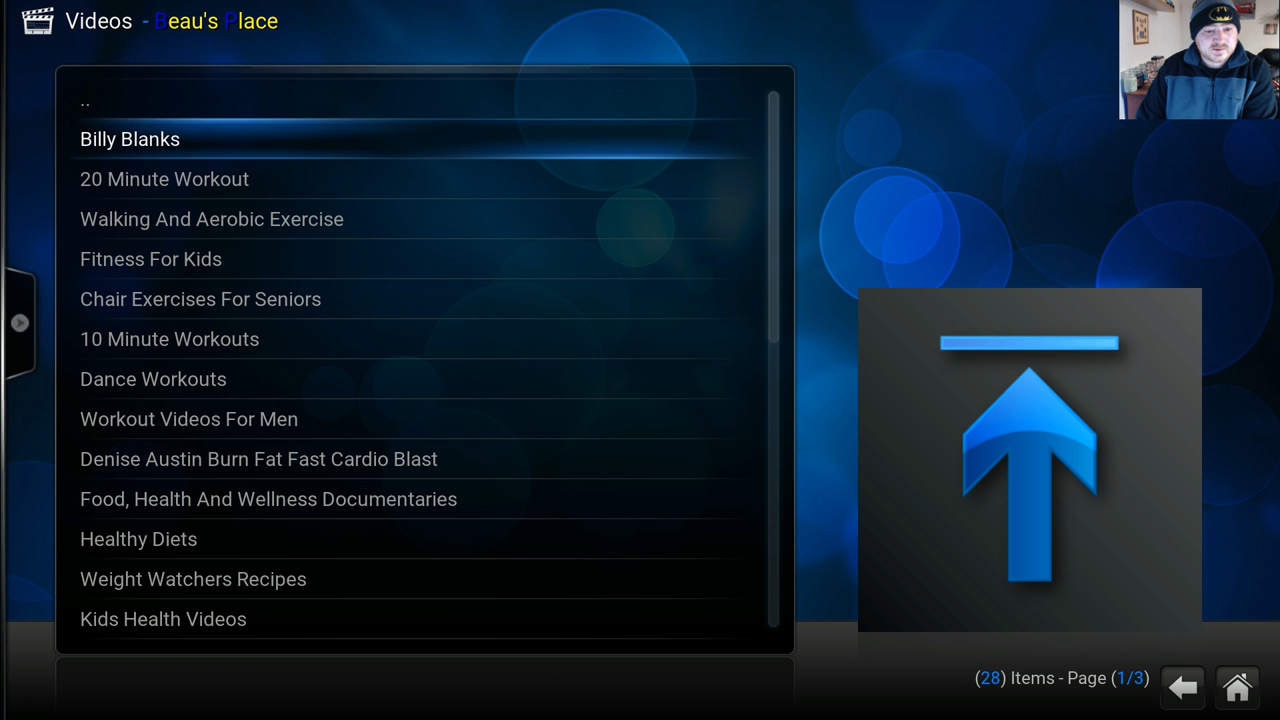 Videos - Beau's Place
..
Billy Blanks
20 Minute Workout
Walking And Aerobic Exercise
Fitness For Kids
Chair Exercises For Seniors
10 Minute Workouts
Dance Workouts
Workout Videos For Men
Denise Austin Burn Fat Fast Cardio Blast
Food, Health And Wellness Documentaries
Healthy Diets
Weight Watchers Recipes
Kids Health Videos
(28) Items - Page (1/3)